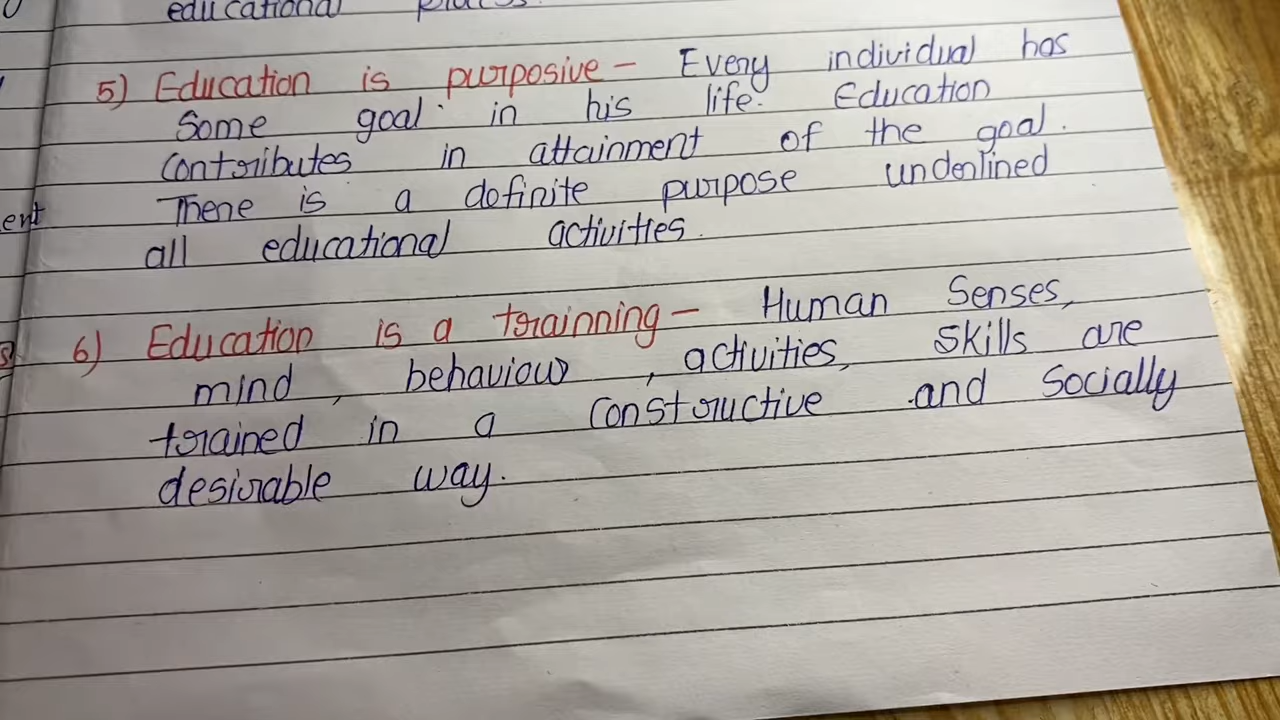 educational
5) Education is purposive - Every individual has
Some goal in his life. Education
contributes in attainment of the goal.
There is a definite purpose underlined
all educational activities.
6) Education is a trainning - Human Senses,
mind, behaviour, activities, skills are
trained in a constructive and socially
desirable way.
ent